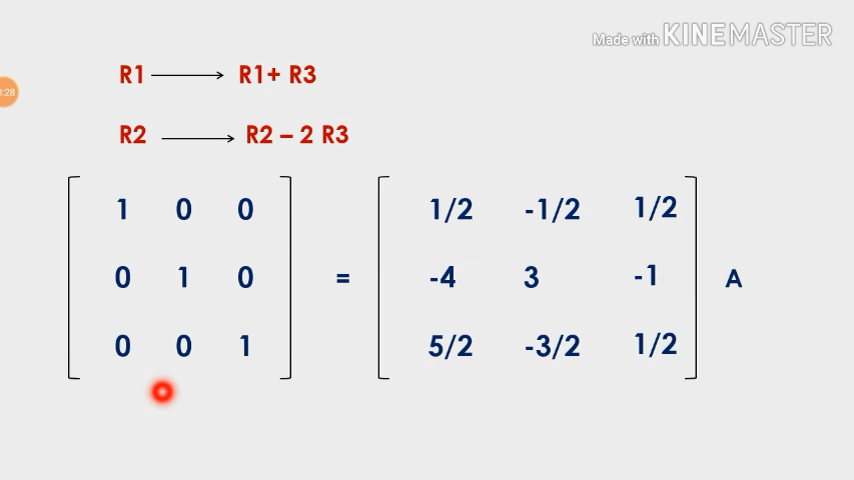 Made with KINEMASTER
R1 ⟶ R1+ R3
:28
R2 ⟶ R2 – 2 R3
1 0 0 1/2 -1/2 1/2
0 1 0 = -4 3 -1 A
0 0 1 5/2 -3/2 1/2